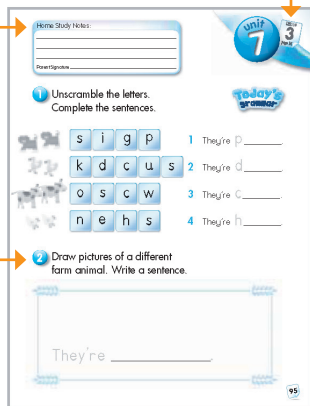 Home Study Notes:
Parent Signature
unit
7
3
1 Unscramble the letters.
Complete the sentences.
Today's
grammar
s i g p
1 They're p
k d c u s
2 They're d
o s c w
3 They're c
n e h s
4 They're h
2 Draw pictures of a different
farm animal. Write a sentence.
They're
95